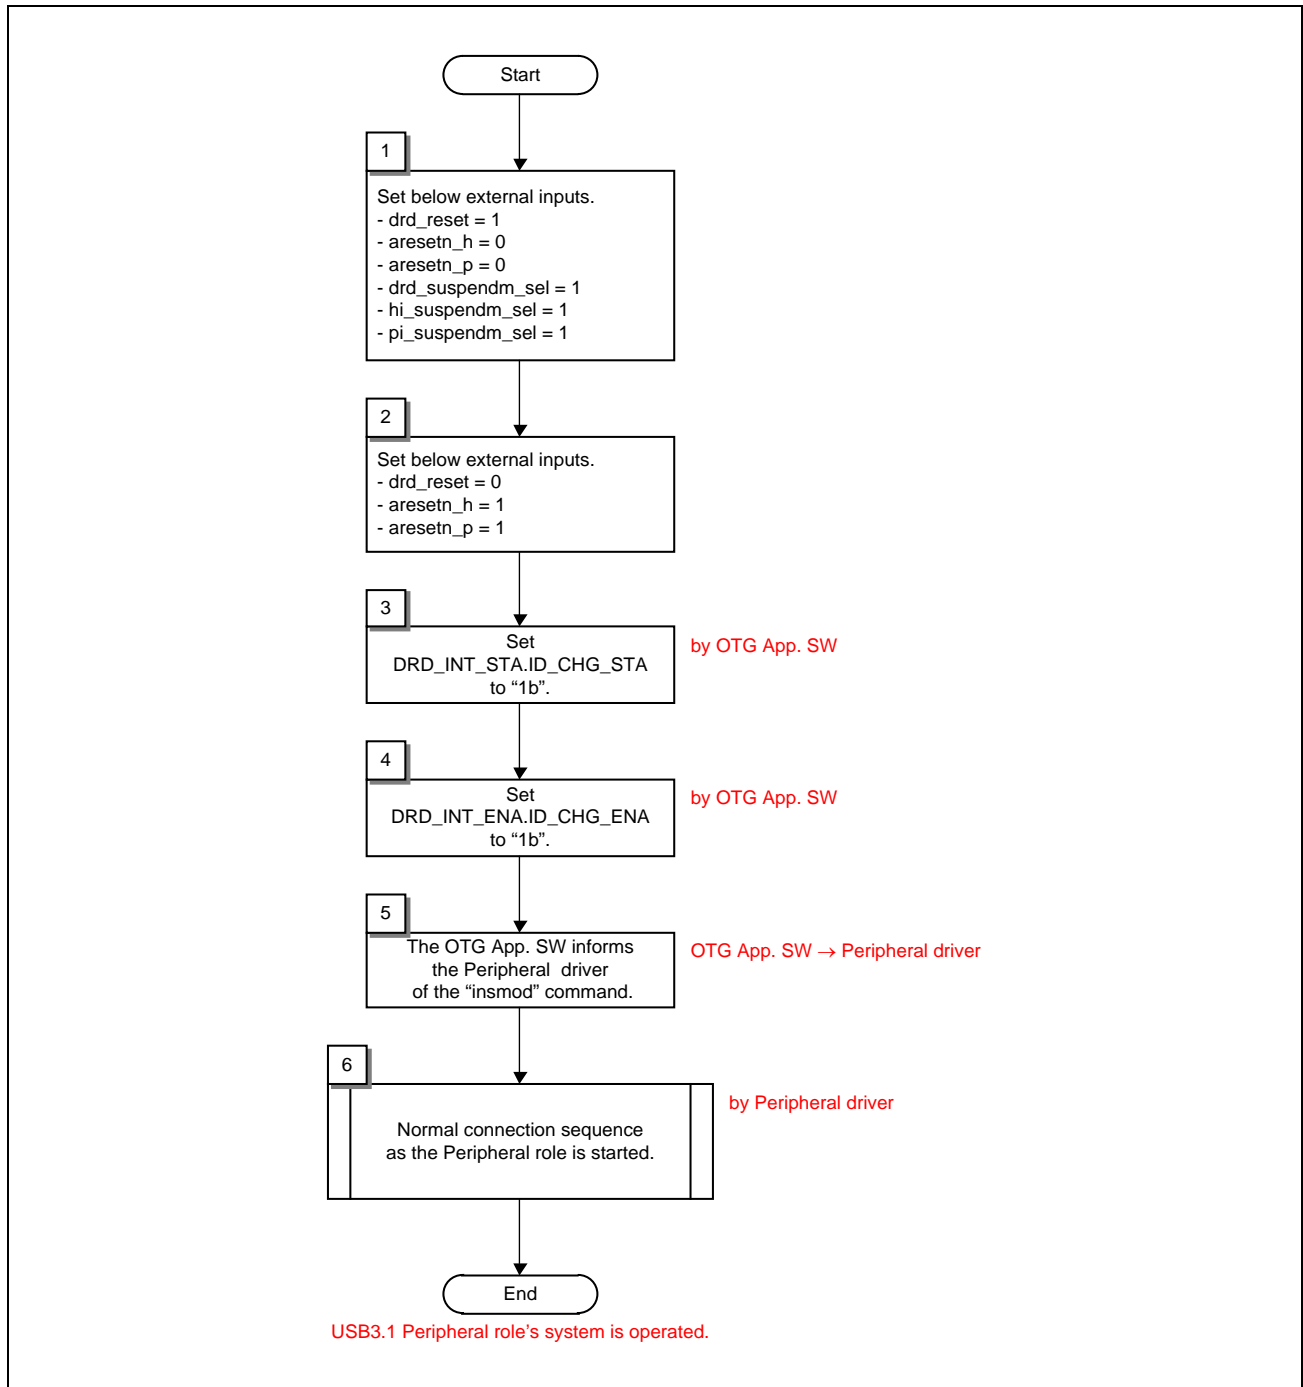 Start
1
Set below external inputs.
- drd_reset = 1
- aresetn_h = 0
- aresetn_p = 0
- drd_suspendm_sel = 1
- hi_suspendm_sel = 1
- pi_suspendm_sel = 1
2
Set below external inputs.
- drd_reset = 0
- aresetn_h = 1
- aresetn_p = 1
3
Set
DRD_INT_STA.ID_CHG_STA
to “1b”.
by OTG App. SW
4
Set
DRD_INT_ENA.ID_CHG_ENA
to “1b”.
by OTG App. SW
5
The OTG App. SW informs
the Peripheral driver
of the “insmod” command.
OTG App. SW → Peripheral driver
6
Normal connection sequence
as the Peripheral role is started.
by Peripheral driver
End
USB3.1 Peripheral role’s system is operated.